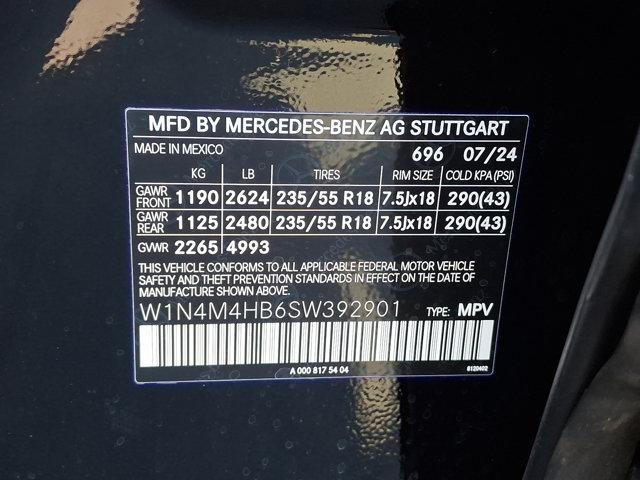 MFD BY MERCEDES-BENZ AG STUTTGART
MADE IN MEXICO 696 07/24
KG LB TIRES RIM SIZE COLD KPA(PSI)
GAWR FRONT 1190 2624 235/55 R18 7.5Jx18 290(43)
GAWR REAR 1125 2480 235/55 R18 7.5Jx18 290(43)
GVWR 2265 4993
THIS VEHICLE CONFORMS TO ALL APPLICABLE FEDERAL MOTOR VEHICLE
SAFETY AND THEFT PREVENTION STANDARDS IN EFFECT ON THE DATE
OF MANUFACTURE SHOWN ABOVE.
W1N4M4HB6SW392901 TYPE: MPV
A 000 817 54 04 8120402